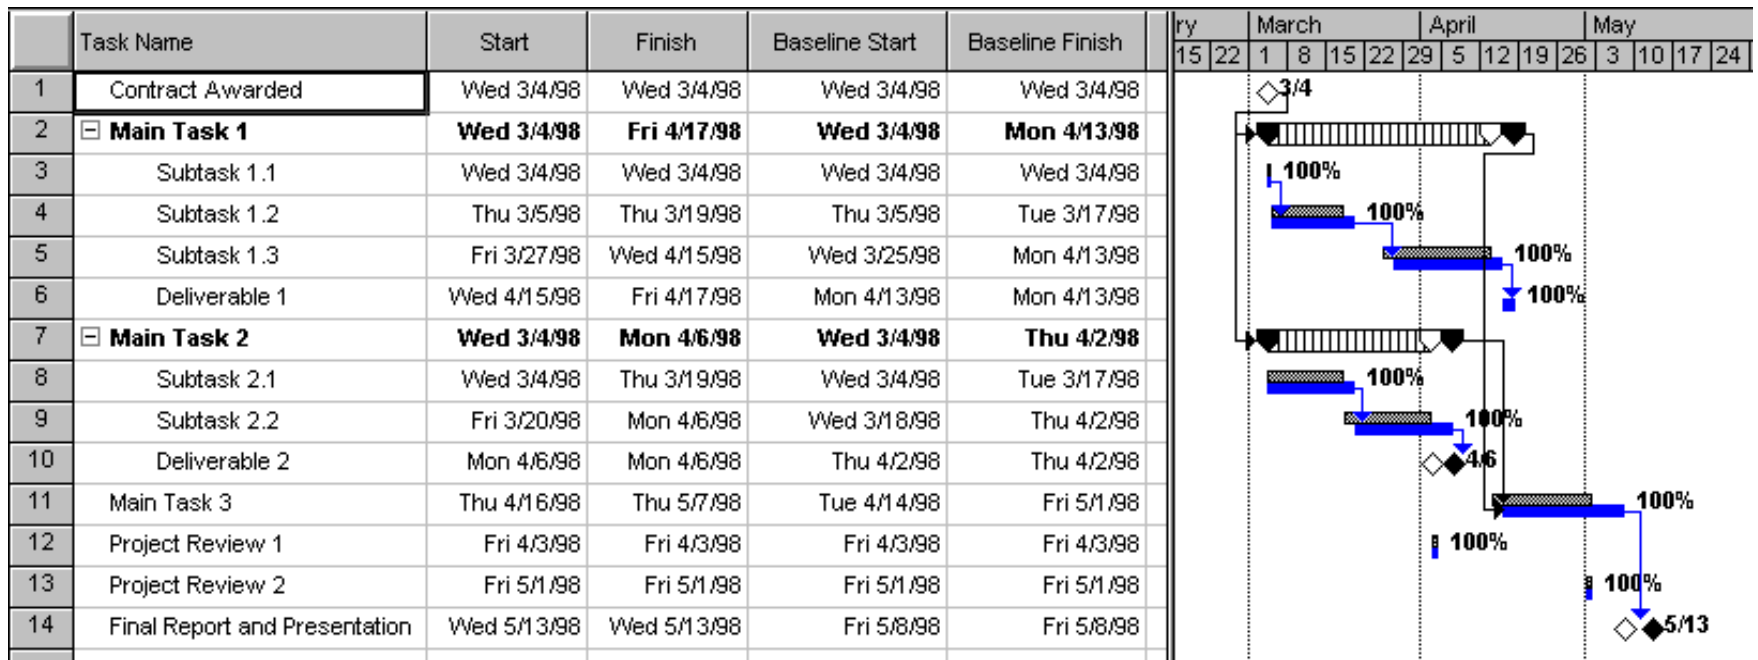 Task Name Start Finish Baseline Start Baseline Finish ry March April May
15 22 1 8 15 22 29 5 12 19 26 3 10 17 24
1 Contract Awarded Wed 3/4/98 Wed 3/4/98 Wed 3/4/98 Wed 3/4/98 3/4
2 Main Task 1 Wed 3/4/98 Fri 4/17/98 Wed 3/4/98 Mon 4/13/98
3 Subtask 1.1 Wed 3/4/98 Wed 3/4/98 Wed 3/4/98 Wed 3/4/98 100%
4 Subtask 1.2 Thu 3/5/98 Thu 3/19/98 Thu 3/5/98 Tue 3/17/98 100%
5 Subtask 1.3 Fri 3/27/98 Wed 4/15/98 Wed 3/25/98 Mon 4/13/98 100%
6 Deliverable 1 Wed 4/15/98 Fri 4/17/98 Mon 4/13/98 Mon 4/13/98 100%
7 Main Task 2 Wed 3/4/98 Mon 4/6/98 Wed 3/4/98 Thu 4/2/98
8 Subtask 2.1 Wed 3/4/98 Thu 3/19/98 Wed 3/4/98 Tue 3/17/98 100%
9 Subtask 2.2 Fri 3/20/98 Mon 4/6/98 Wed 3/18/98 Thu 4/2/98 100%
10 Deliverable 2 Mon 4/6/98 Mon 4/6/98 Thu 4/2/98 Thu 4/2/98 4/6
11 Main Task 3 Thu 4/16/98 Thu 5/7/98 Tue 4/14/98 Fri 5/1/98 100%
12 Project Review 1 Fri 4/3/98 Fri 4/3/98 Fri 4/3/98 Fri 4/3/98 100%
13 Project Review 2 Fri 5/1/98 Fri 5/1/98 Fri 5/1/98 Fri 5/1/98 100%
14 Final Report and Presentation Wed 5/13/98 Wed 5/13/98 Fri 5/8/98 Fri 5/8/98 5/13